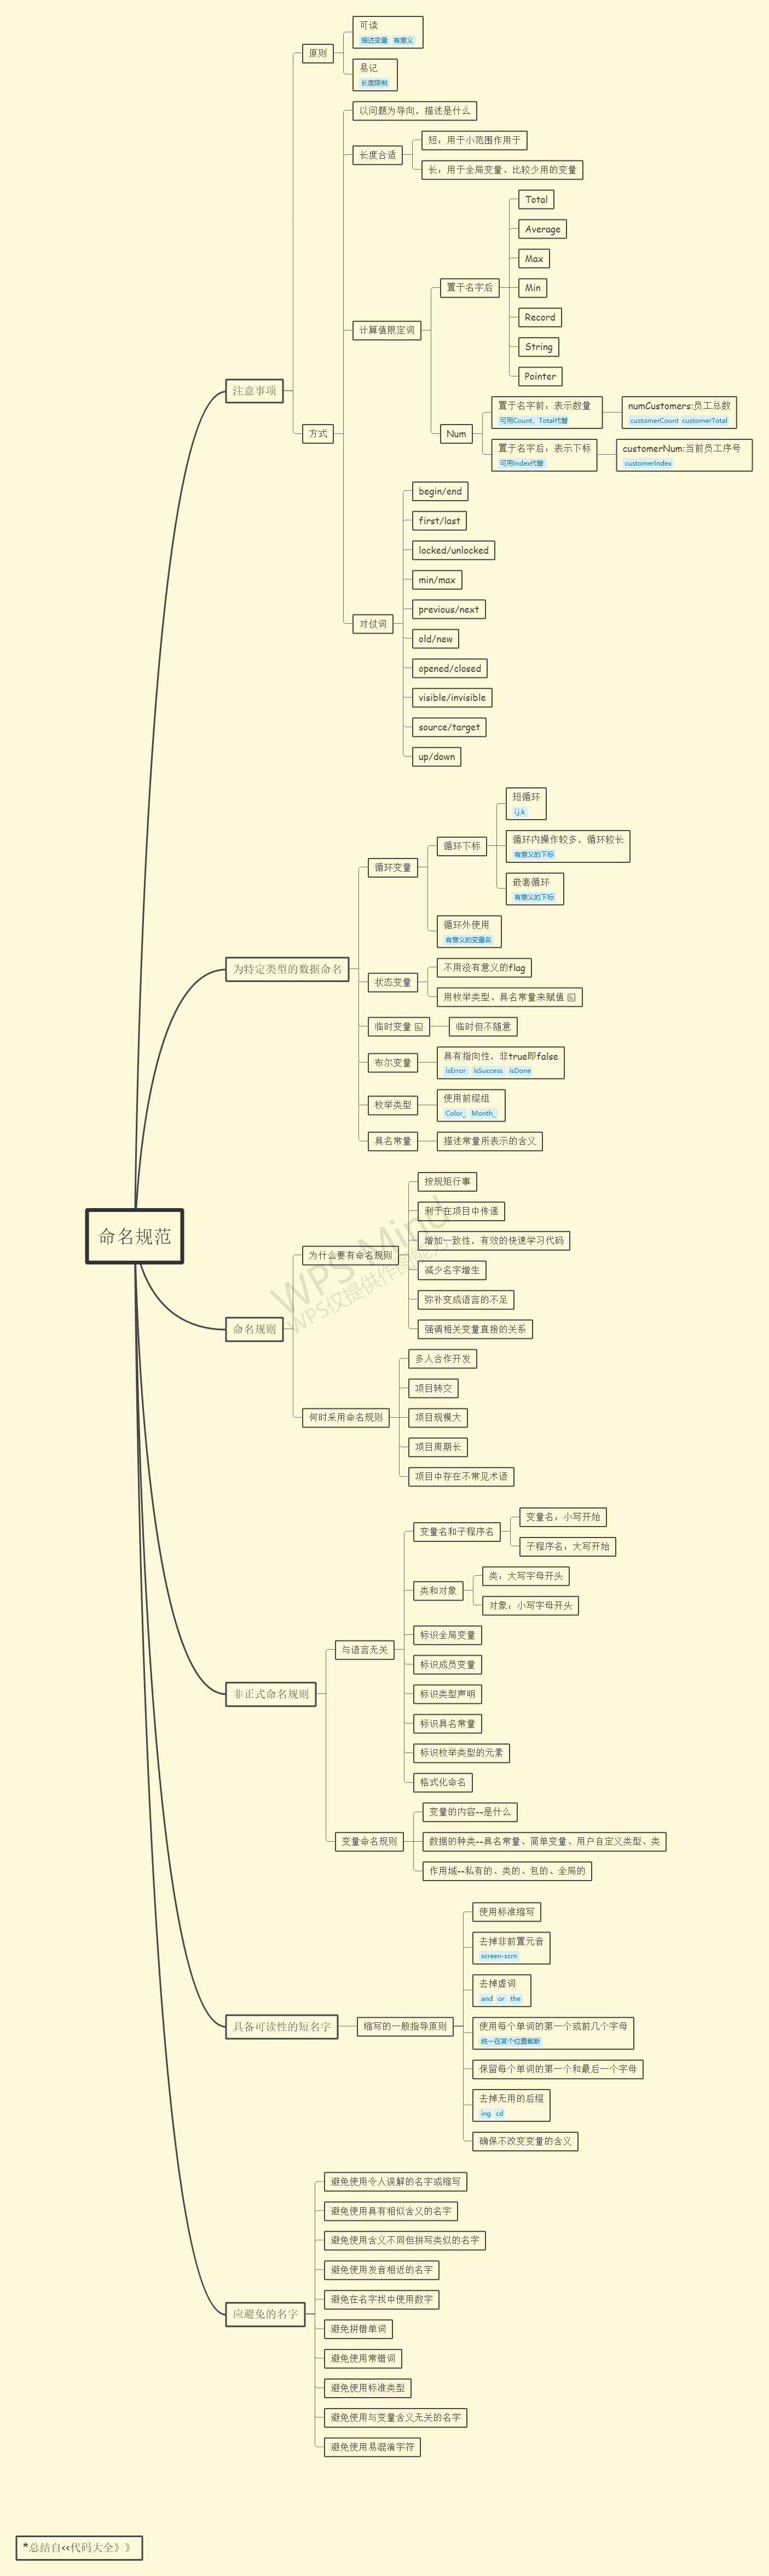 命名规范
注意事项
原则
可读
描述变量 有意义
易记
长度限制
方式
以问题为导向，描述是什么
长度合适
短：用于小范围作用于
长：用于全局变量、比较少用的变量
计算值限定词
置于名字后
Total
Average
Max
Min
Record
String
Pointer
Num
置于名字前：表示数量
可用Count，Total代替
numCustomers:员工总数
customerCount customerTotal
置于名字后：表示下标
可用Index代替
customerNum:当前员工序号
customerIndex
对仗词
begin/end
first/last
locked/unlocked
min/max
previous/next
old/new
opened/closed
visible/invisible
source/target
up/down
为特定类型的数据命名
循环变量
循环下标
短循环
i,j,k
循环内操作较多，循环较长
有意义的下标
嵌套循环
有意义的下标
循环外使用
有意义的变量名
状态变量
不用没有意义的flag
用枚举类型、具名常量来赋值
临时变量
临时但不随意
布尔变量
具有指向性，非true即false
isError isSuccess isDone
枚举类型
使用前缀组
Color_ Month_
具名常量
描述常量所表示的含义
命名规则
为什么要有命名规则
按规矩行事
利于在项目中传递
增加一致性，有效的快速学习代码
减少名字增生
弥补变成语言的不足
强调相关变量直接的关系
何时采用命名规则
多人合作开发
项目转交
项目规模大
项目周期长
项目中存在不常见术语
非正式命名规则
与语言无关
变量名和子程序名
变量名：小写开始
子程序名：大写开始
类和对象
类：大写字母开头
对象：小写字母开头
标识全局变量
标识成员变量
标识类型声明
标识具名常量
标识枚举类型的元素
格式化命名
变量命名规则
变量的内容--是什么
数据的种类--具名常量、简单变量、用户自定义类型、类
作用域--私有的、类的、包的、全局的
具备可读性的短名字
缩写的一般指导原则
使用标准缩写
去掉非前置元音
screen-scrn
去掉虚词
and or the
使用每个单词的第一个或前几个字母
统一在某个位置截断
保留每个单词的第一个和最后一个字母
去掉无用的后缀
ing cd
确保不改变变量的含义
应避免的名字
避免使用令人误解的名字或缩写
避免使用具有相似含义的名字
避免使用含义不同但拼写类似的名字
避免使用发音相近的名字
避免在名字找中使用数字
避免拼错单词
避免使用常错词
避免使用标准类型
避免使用与变量含义无关的名字
避免使用易混淆字符
*总结自<<代码大全》》
WPS Mind
WPS仅提供作图能力